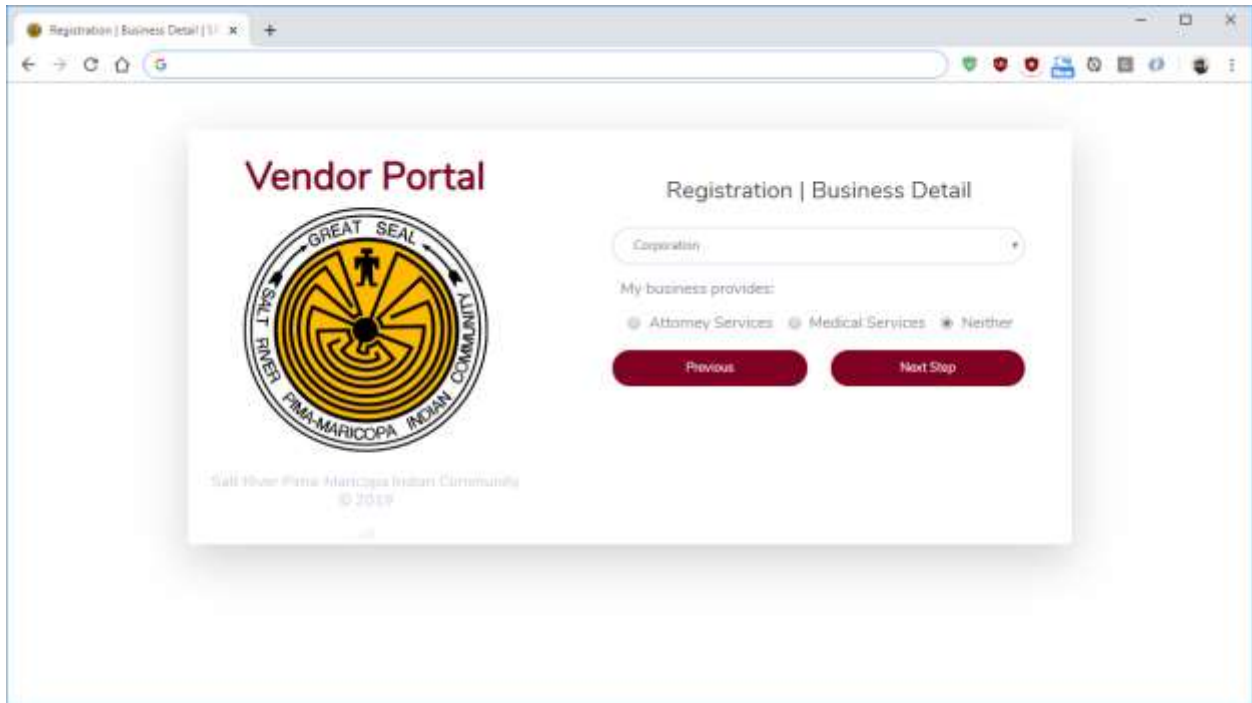 Registration | Business Detail |
Vendor Portal
GREAT SEAL
SALT RIVER PIMA-MARICOPA INDIAN COMMUNITY
Salt River Pima-Maricopa Indian Community
© 2019
Registration | Business Detail
Corporation
My business provides:
Attorney Services Medical Services Neither
Previous Next Step